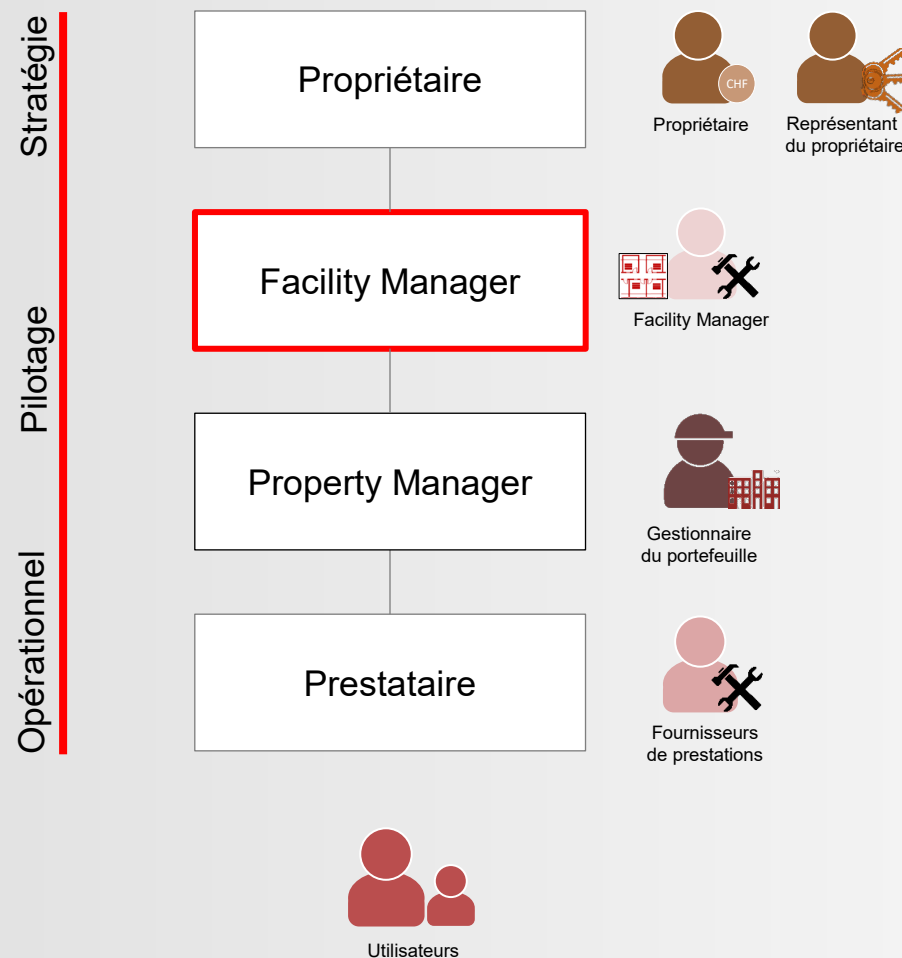 Stratégie
Propriétaire
CHF
Propriétaire
Représentant
du propriétaire
Pilotage
Facility Manager
Facility Manager
Property Manager
Gestionnaire
du portefeuille
Opérationnel
Prestataire
Fournisseurs
de prestations
Utilisateurs